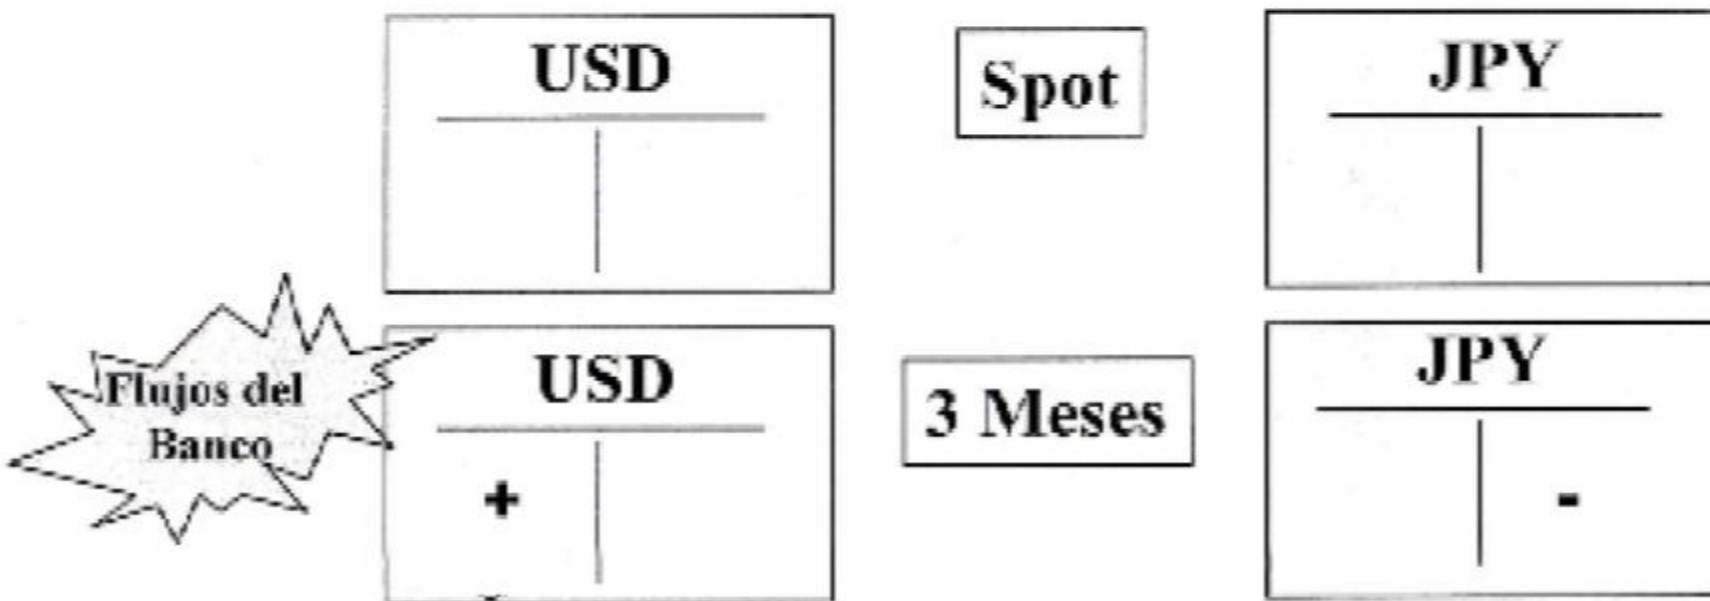 USD
Spot
JPY
USD
3 Meses
JPY
Flujos del
Banco
+
-